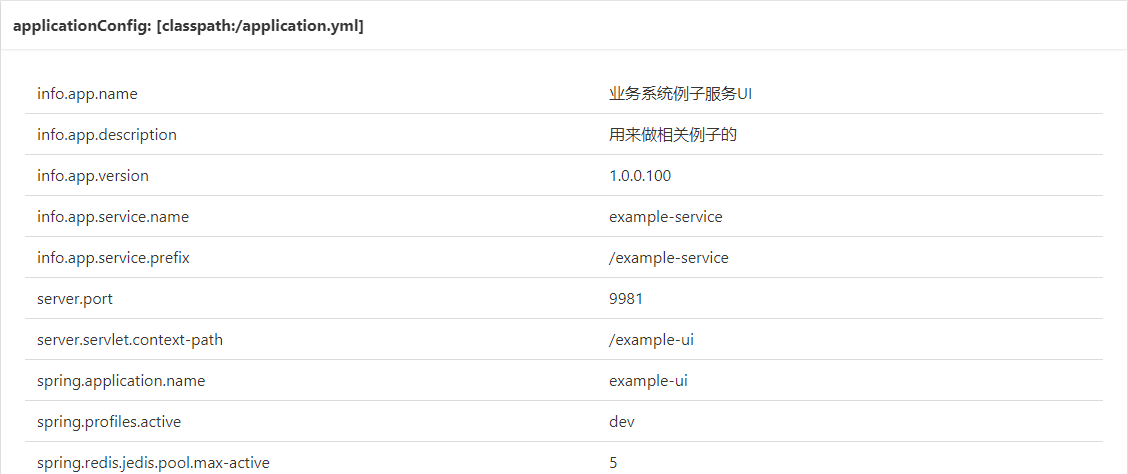 applicationConfig: [classpath:/application.yml]
info.app.name 业务系统例子服务UI
info.app.description 用来做相关例子的
info.app.version 1.0.0.100
info.app.service.name example-service
info.app.service.prefix /example-service
server.port 9981
server.servlet.context-path /example-ui
spring.application.name example-ui
spring.profiles.active dev
spring.redis.jedis.pool.max-active 5